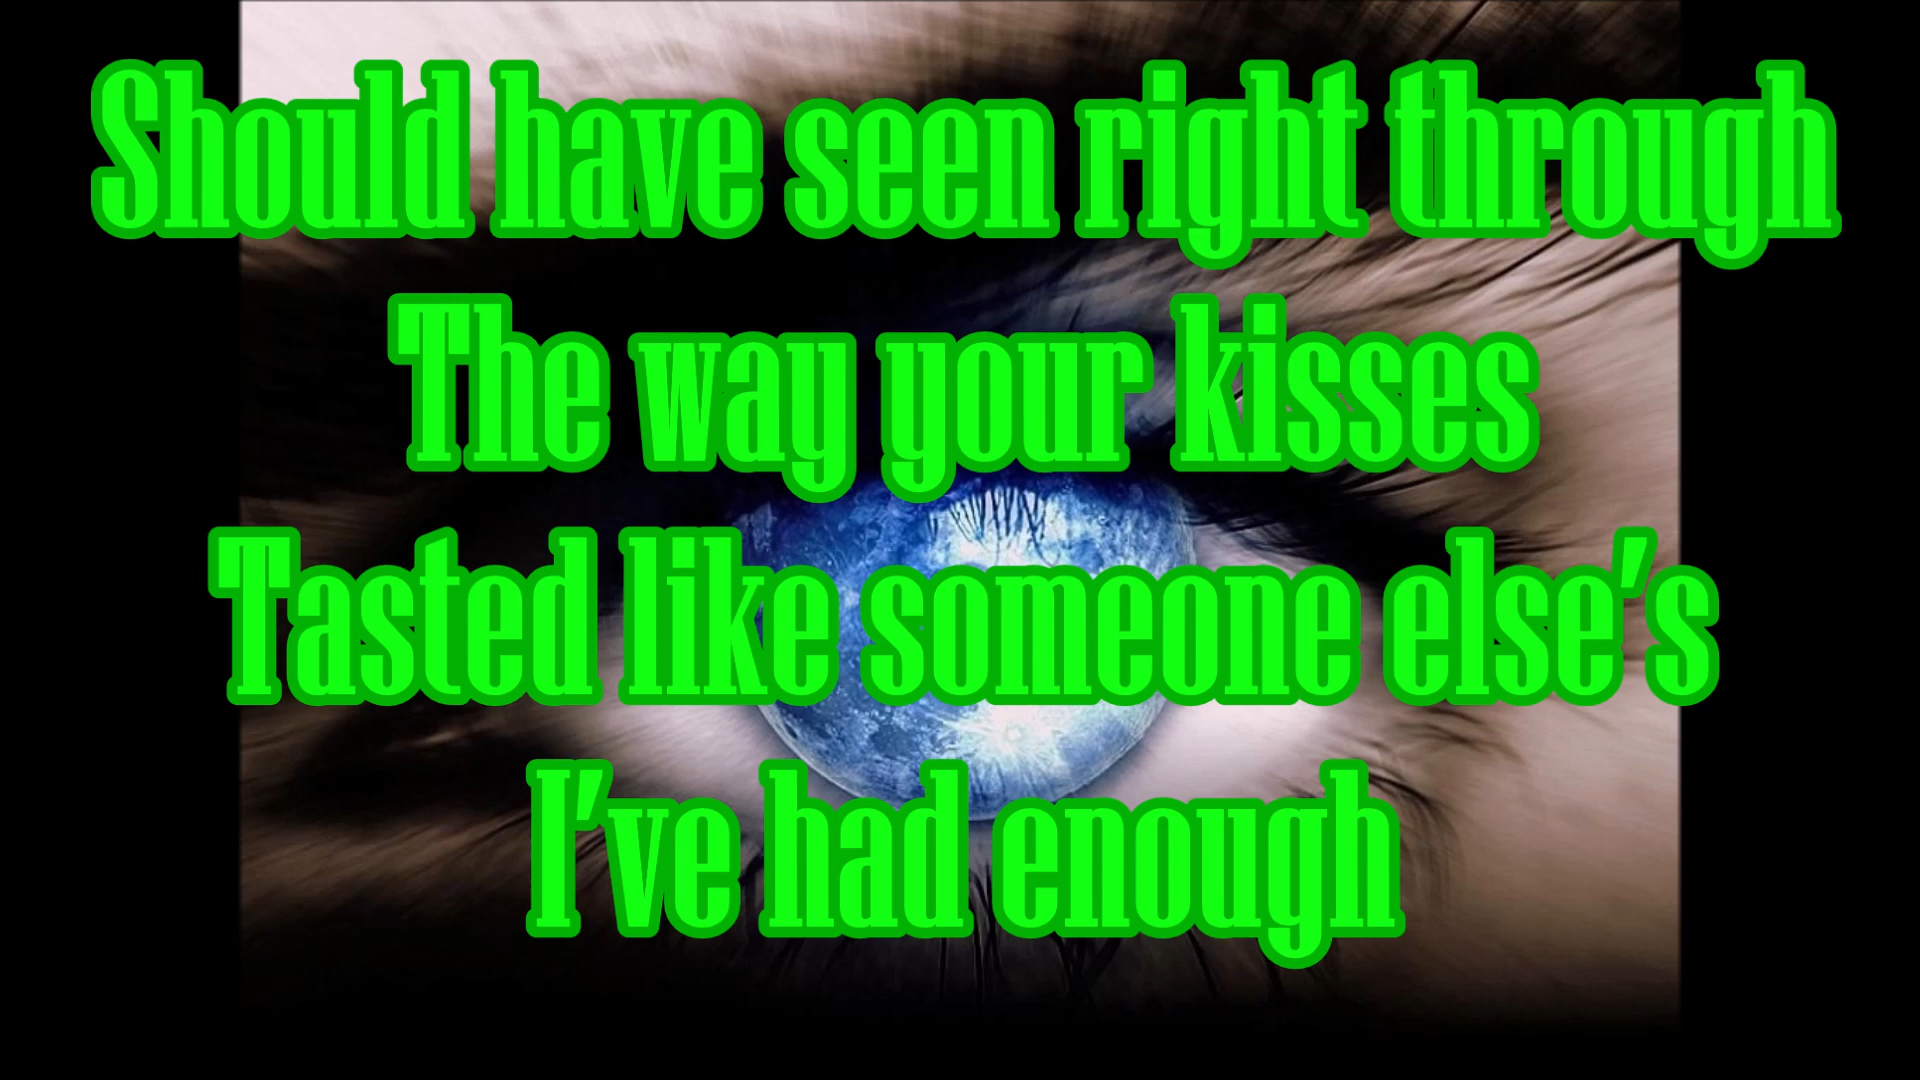 Should have seen right through
The way your kisses
Tasted like someone else's
I've had enough